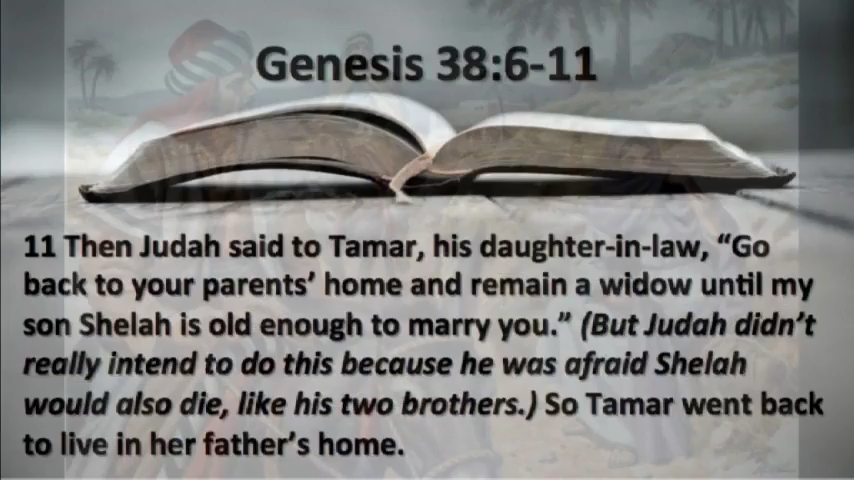 Genesis 38:6-11
11 Then Judah said to Tamar, his daughter-in-law, “Go
back to your parents’ home and remain a widow until my
son Shelah is old enough to marry you.” (But Judah didn’t
really intend to do this because he was afraid Shelah
would also die, like his two brothers.) So Tamar went back
to live in her father’s home.